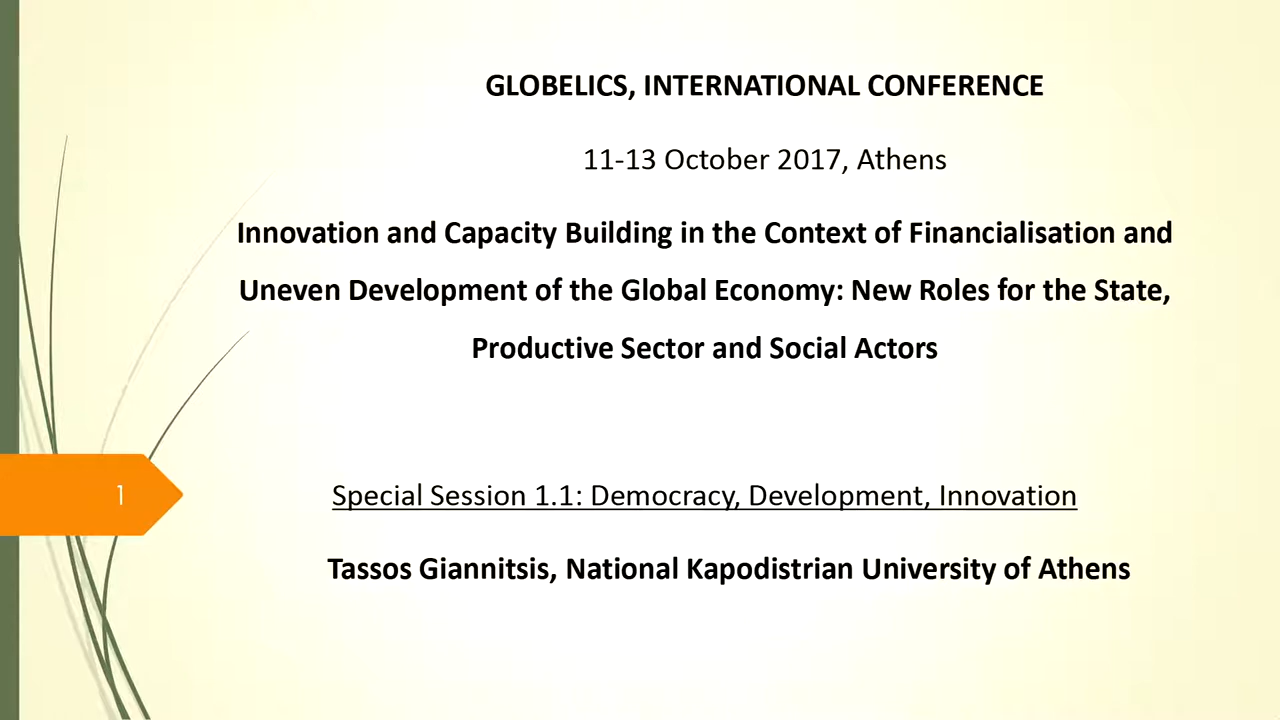 GLOBELICS, INTERNATIONAL CONFERENCE
11-13 October 2017, Athens
Innovation and Capacity Building in the Context of Financialisation and
Uneven Development of the Global Economy: New Roles for the State,
Productive Sector and Social Actors
1
Special Session 1.1: Democracy, Development, Innovation
Tassos Giannitsis, National Kapodistrian University of Athens